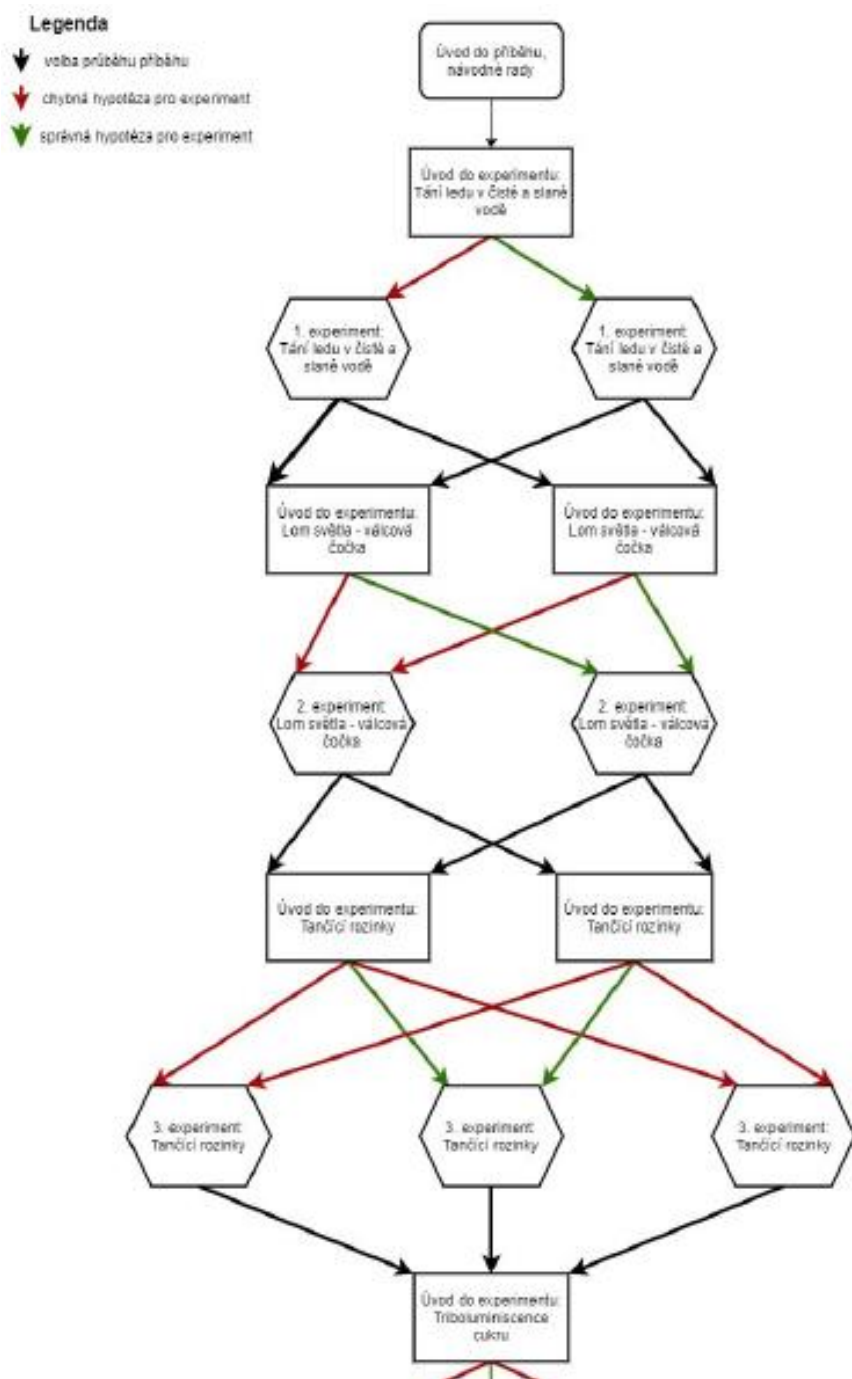 Legenda
volba průběhu příběhu
chybná hypotéza pro experiment
správná hypotéza pro experiment
Úvod do příběhu,
návodné rady
Úvod do experimentu:
Tání ledu v čisté a slané
vodě
1. experiment:
Tání ledu v čisté a
slané vodě
1. experiment:
Tání ledu v čisté a
slané vodě
Úvod do experimentu:
Lom světla - válcová
čočka
Úvod do experimentu:
Lom světla - válcová
čočka
2. experiment:
Lom světla - válcová
čočka
2. experiment:
Lom světla - válcová
čočka
Úvod do experimentu:
Tančící rozinky
Úvod do experimentu:
Tančící rozinky
3. experiment:
Tančící rozinky
3. experiment:
Tančící rozinky
3. experiment:
Tančící rozinky
Úvod do experimentu:
Triboluminiscence
cukru